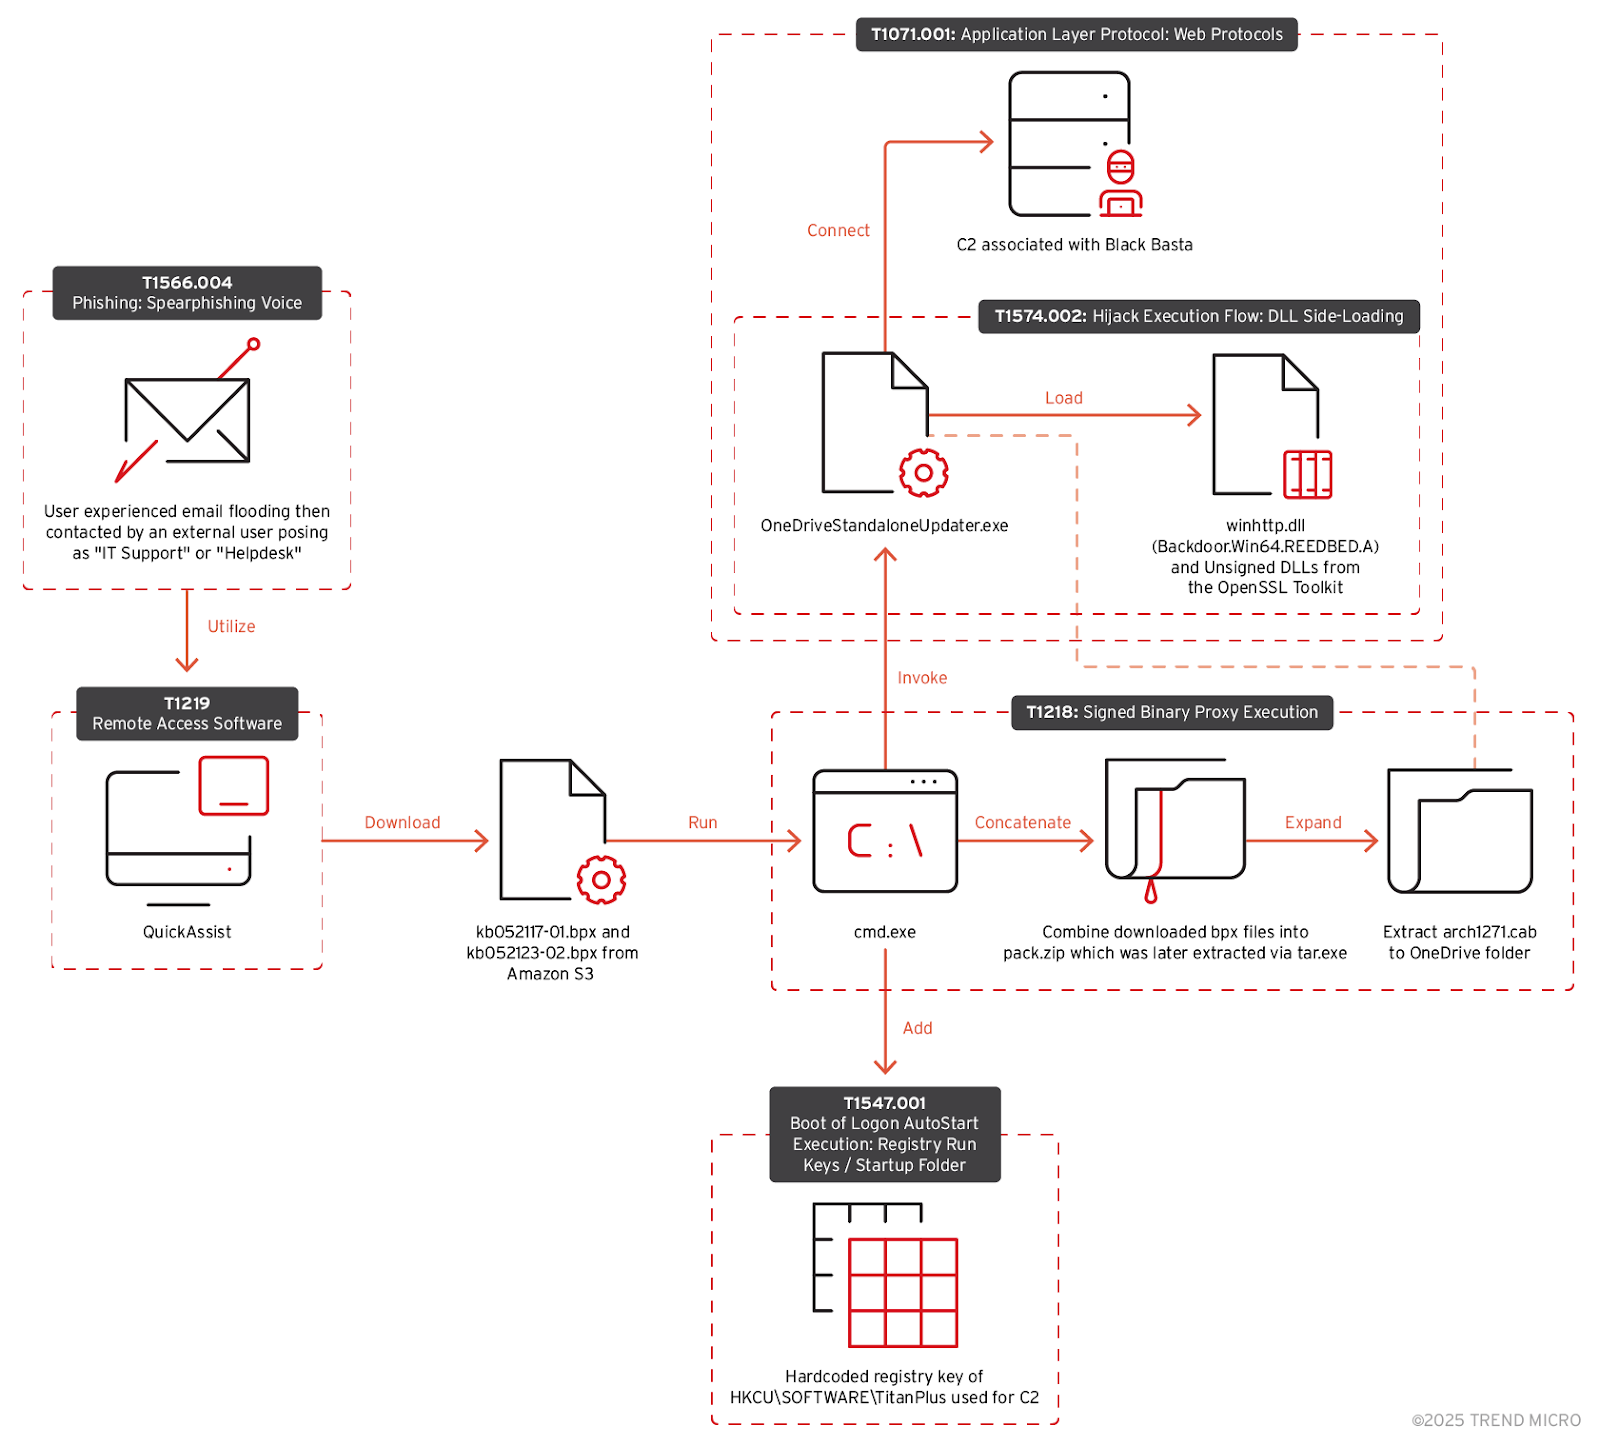 T1071.001: Application Layer Protocol: Web Protocols
Connect
C2 associated with Black Basta
T1566.004
Phishing: Spearphishing Voice
User experienced email flooding then
contacted by an external user posing
as "IT Support" or "Helpdesk"
T1574.002: Hijack Execution Flow: DLL Side-Loading
Load
OneDriveStandaloneUpdater.exe
winhttp.dll
(Backdoor.Win64.REEDBED.A)
and Unsigned DLLs from
the OpenSSL Toolkit
Utilize
Invoke
T1219
Remote Access Software
QuickAssist
Download
kb052117-01.bpx and
kb052123-02.bpx from
Amazon S3
Run
T1218: Signed Binary Proxy Execution
C:\
cmd.exe
Concatenate
Combine downloaded bpx files into
pack.zip which was later extracted via tar.exe
Expand
Extract arch1271.cab
to OneDrive folder
Add
T1547.001
Boot of Logon AutoStart
Execution: Registry Run
Keys / Startup Folder
Hardcoded registry key of
HKCU\SOFTWARE\TitanPlus used for C2
©2025 TREND MICRO